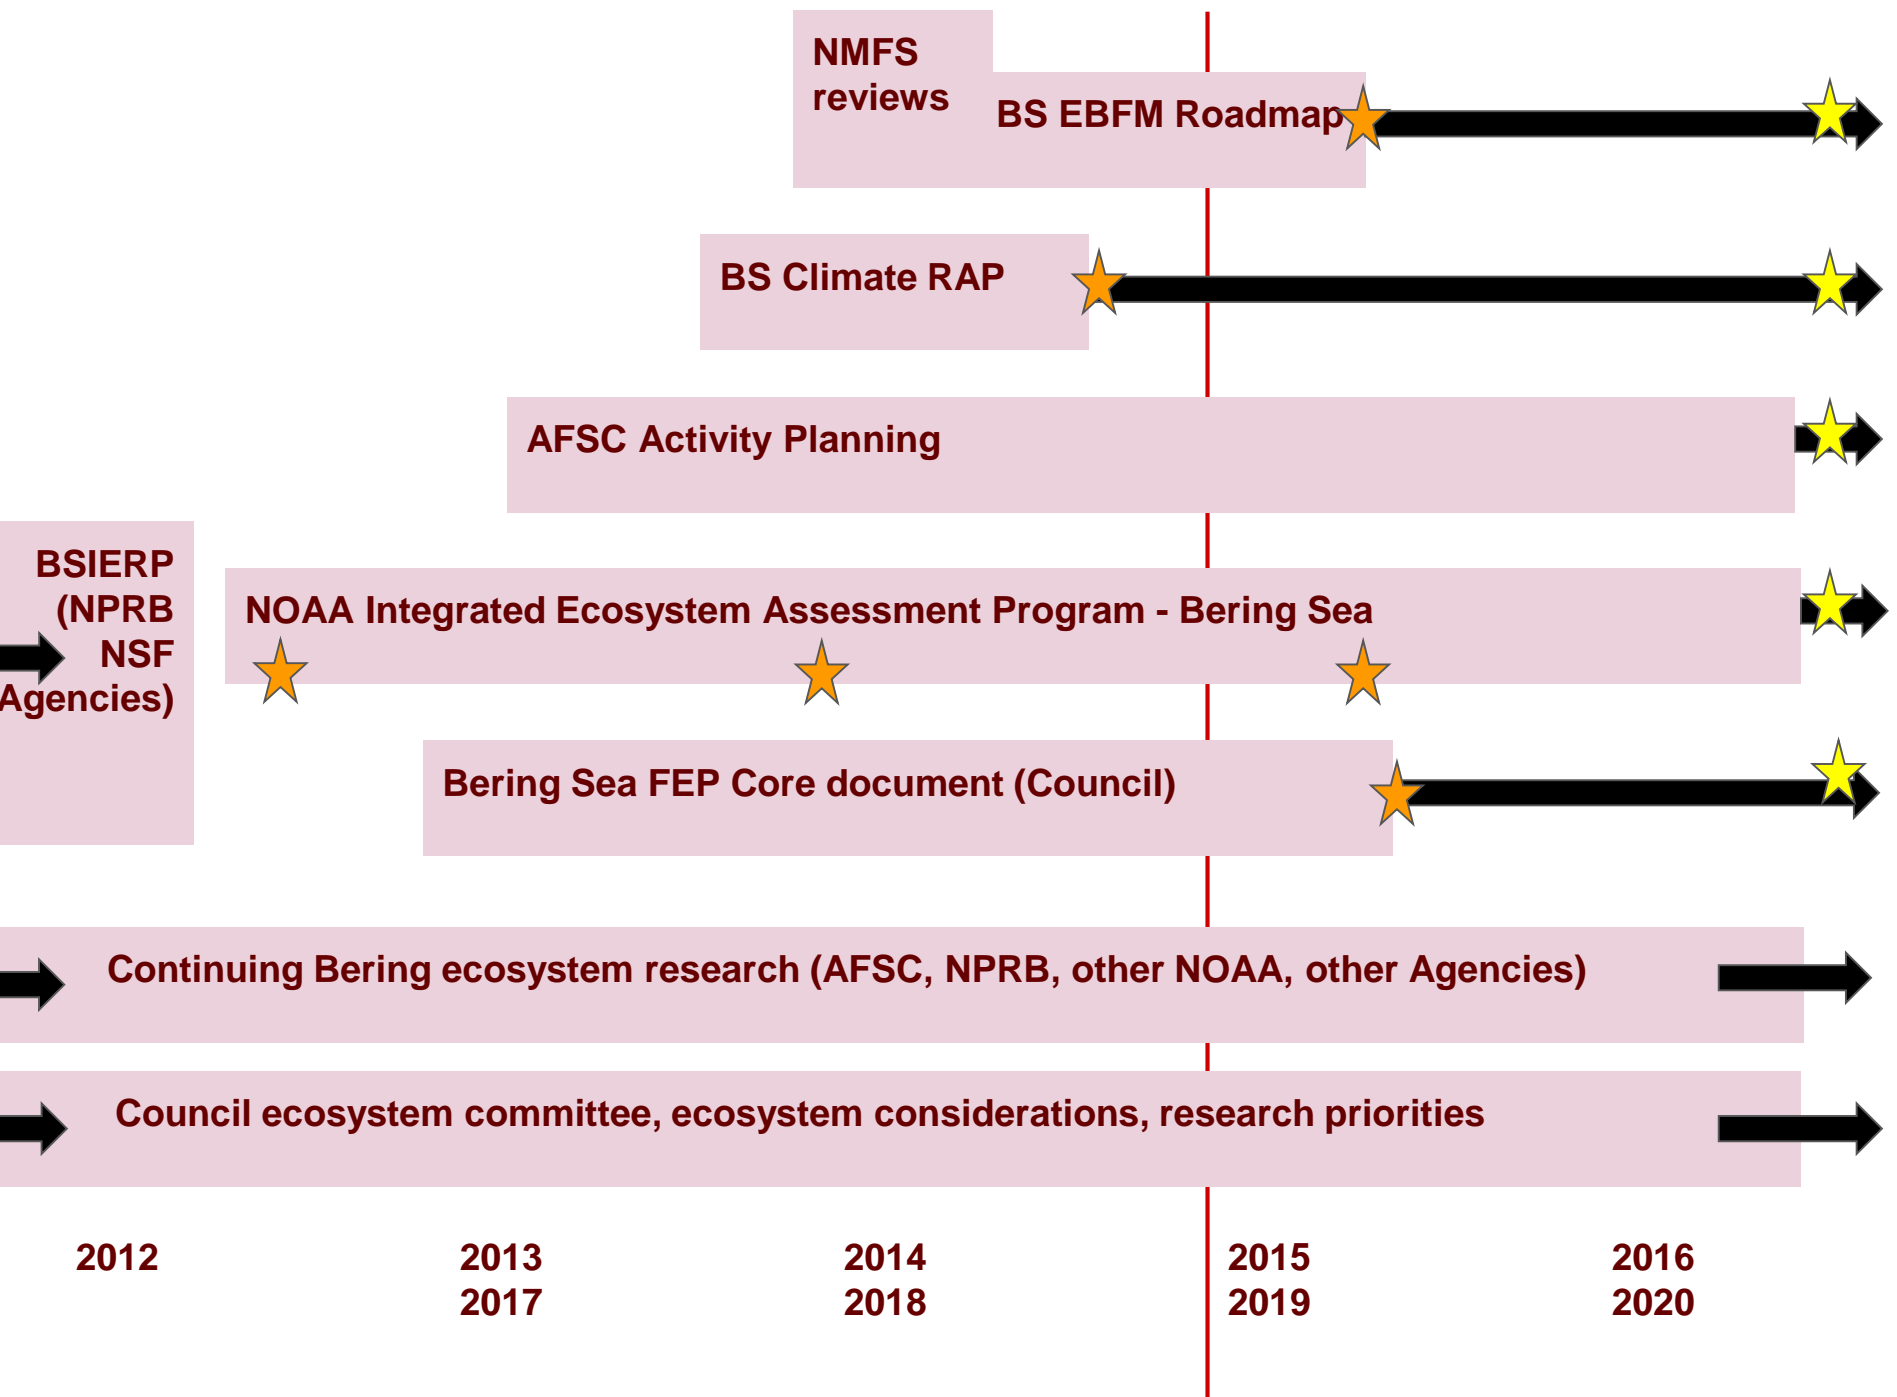 NMFS
reviews
BS EBFM Roadmap
BS Climate RAP
AFSC Activity Planning
BSIERP
(NPRB
NSF
Agencies)
NOAA Integrated Ecosystem Assessment Program - Bering Sea
Bering Sea FEP Core document (Council)
Continuing Bering ecosystem research (AFSC, NPRB, other NOAA, other Agencies)
Council ecosystem committee, ecosystem considerations, research priorities
2012 2013 2014 2015 2016
2017 2018 2019 2020